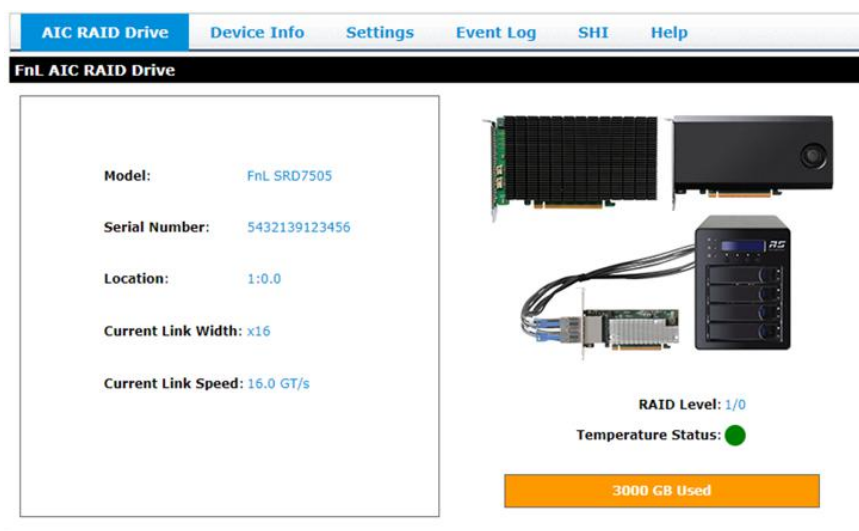 AIC RAID Drive Device Info Settings Event Log SHI Help
FnL AIC RAID Drive
Model: FnL SRD7505
Serial Number: 5432139123456
Location: 1:0.0
Current Link Width: x16
Current Link Speed: 16.0 GT/s
RS
RAID Level: 1/0
Temperature Status:
3000 GB Used